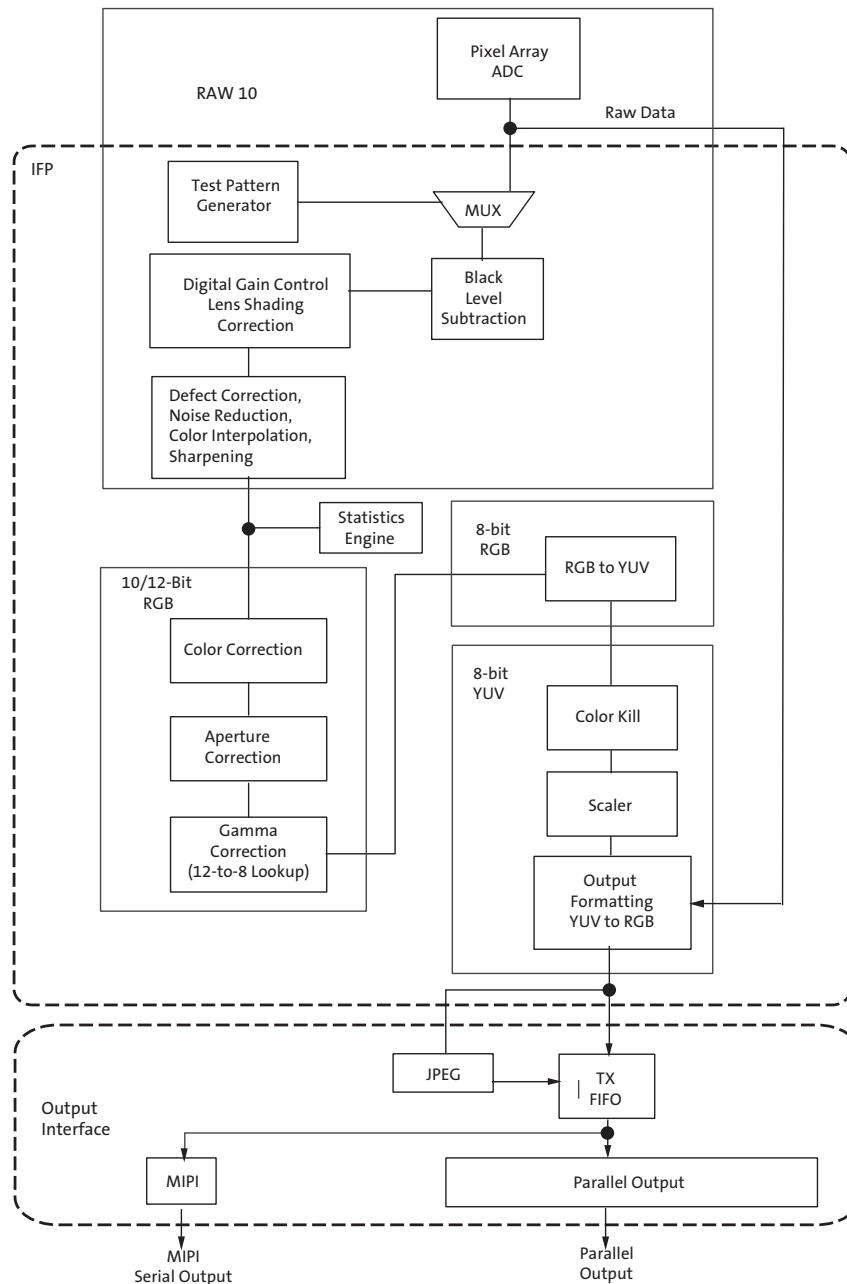 Pixel Array
ADC
RAW 10
Raw Data
IFP
Test Pattern
Generator
MUX
Digital Gain Control
Lens Shading
Correction
Black
Level
Subtraction
Defect Correction,
Noise Reduction,
Color Interpolation,
Sharpening
Statistics
Engine
8-bit
RGB
RGB to YUV
10/12-Bit
RGB
Color Correction
8-bit
YUV
Color Kill
Aperture
Correction
Scaler
Gamma
Correction
(12-to-8 Lookup)
Output
Formatting
YUV to RGB
JPEG
TX
FIFO
Output
Interface
MIPI
Parallel Output
MIPI
Serial Output
Parallel
Output